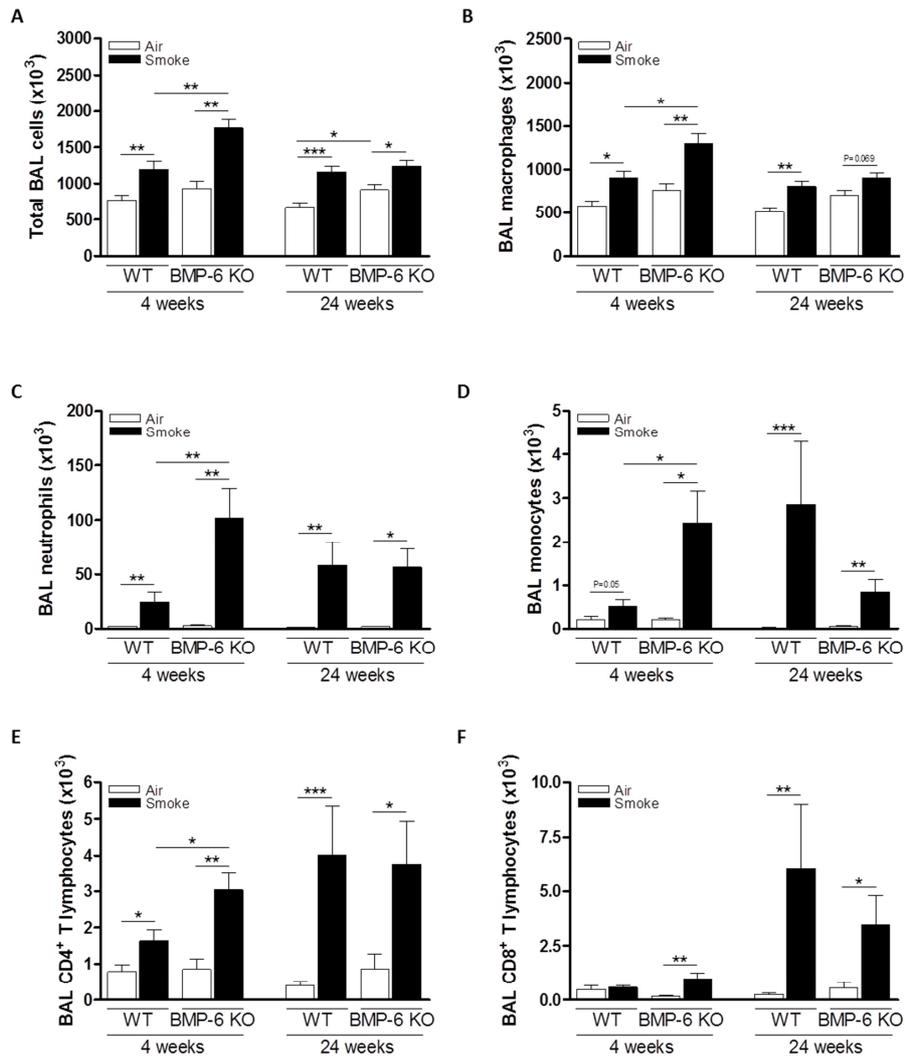 A
Total BAL cells (x10³)
3000
2500
2000
1500
1000
500
0
Air
Smoke
**
**
**
***
*
*
WT
BMP-6 KO
WT
BMP-6 KO
4 weeks
24 weeks
B
BAL macrophages (x10³)
2500
2000
1500
1000
500
0
Air
Smoke
*
*
**
**
P=0.069
WT
BMP-6 KO
WT
BMP-6 KO
4 weeks
24 weeks
C
BAL neutrophils (x10³)
200
150
100
50
0
Air
Smoke
**
**
**
**
*
WT
BMP-6 KO
WT
BMP-6 KO
4 weeks
24 weeks
D
BAL monocytes (x10³)
5
4
3
2
1
0
Air
Smoke
P=0.05
*
*
***
**
WT
BMP-6 KO
WT
BMP-6 KO
4 weeks
24 weeks
E
BAL CD4⁺ T lymphocytes (x10³)
6
5
4
3
2
1
0
Air
Smoke
*
*
**
***
*
WT
BMP-6 KO
WT
BMP-6 KO
4 weeks
24 weeks
F
BAL CD8⁺ T lymphocytes (x10³)
10.0
7.5
5.0
2.5
0.0
Air
Smoke
**
**
*
WT
BMP-6 KO
WT
BMP-6 KO
4 weeks
24 weeks